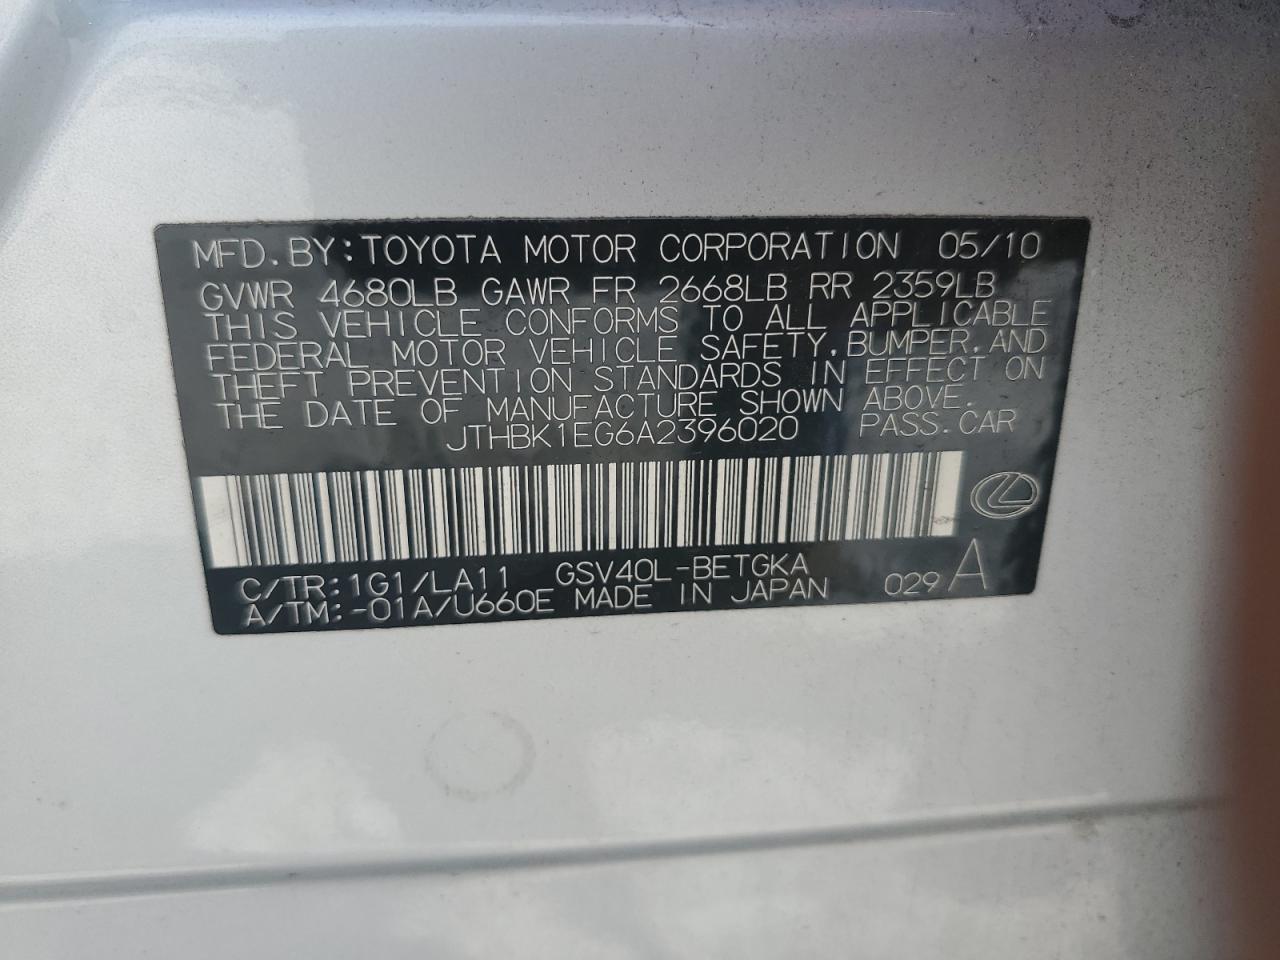 MFD.BY:TOYOTA MOTOR CORPORATION 05/10
GVWR 4680LB GAWR FR 2668LB RR 2359LB
THIS VEHICLE CONFORMS TO ALL APPLICABLE
FEDERAL MOTOR VEHICLE SAFETY,BUMPER,AND
THEFT PREVENTION STANDARDS IN EFFECT ON
THE DATE OF MANUFACTURE SHOWN ABOVE.
JTHBK1EG6A2396020 PASS.CAR
C/TR:1G1/LA11 GSV40L-BETGKA
A/TM:-01A/U660E MADE IN JAPAN 029 A